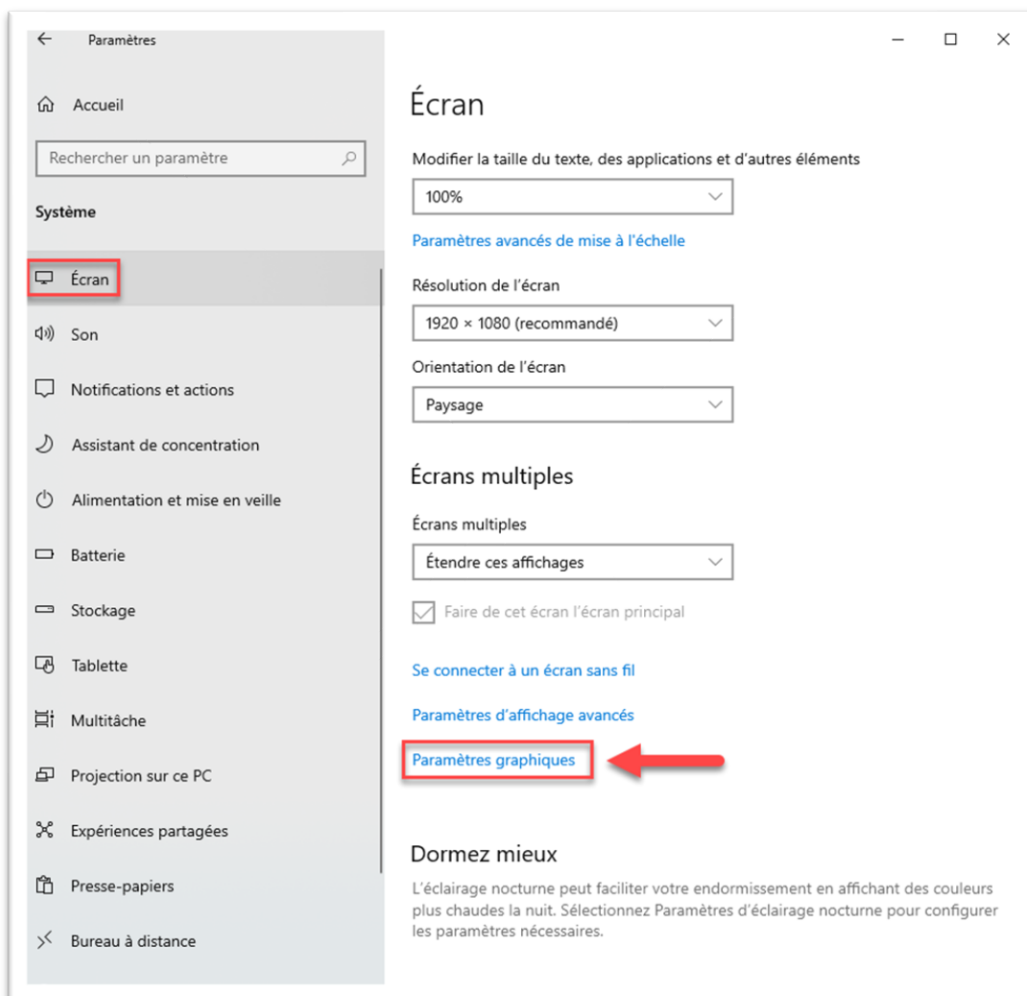 Paramètres
Accueil
Rechercher un paramètre
Système
Écran
Son
Notifications et actions
Assistant de concentration
Alimentation et mise en veille
Batterie
Stockage
Tablette
Multitâche
Projection sur ce PC
Expériences partagées
Presse-papiers
Bureau à distance
Écran
Modifier la taille du texte, des applications et d'autres éléments
100%
Paramètres avancés de mise à l'échelle
Résolution de l'écran
1920 × 1080 (recommandé)
Orientation de l'écran
Paysage
Écrans multiples
Écrans multiples
Étendre ces affichages
Faire de cet écran l'écran principal
Se connecter à un écran sans fil
Paramètres d'affichage avancés
Paramètres graphiques
Dormez mieux
L'éclairage nocturne peut faciliter votre endormissement en affichant des couleurs
plus chaudes la nuit. Sélectionnez Paramètres d'éclairage nocturne pour configurer
les paramètres nécessaires.